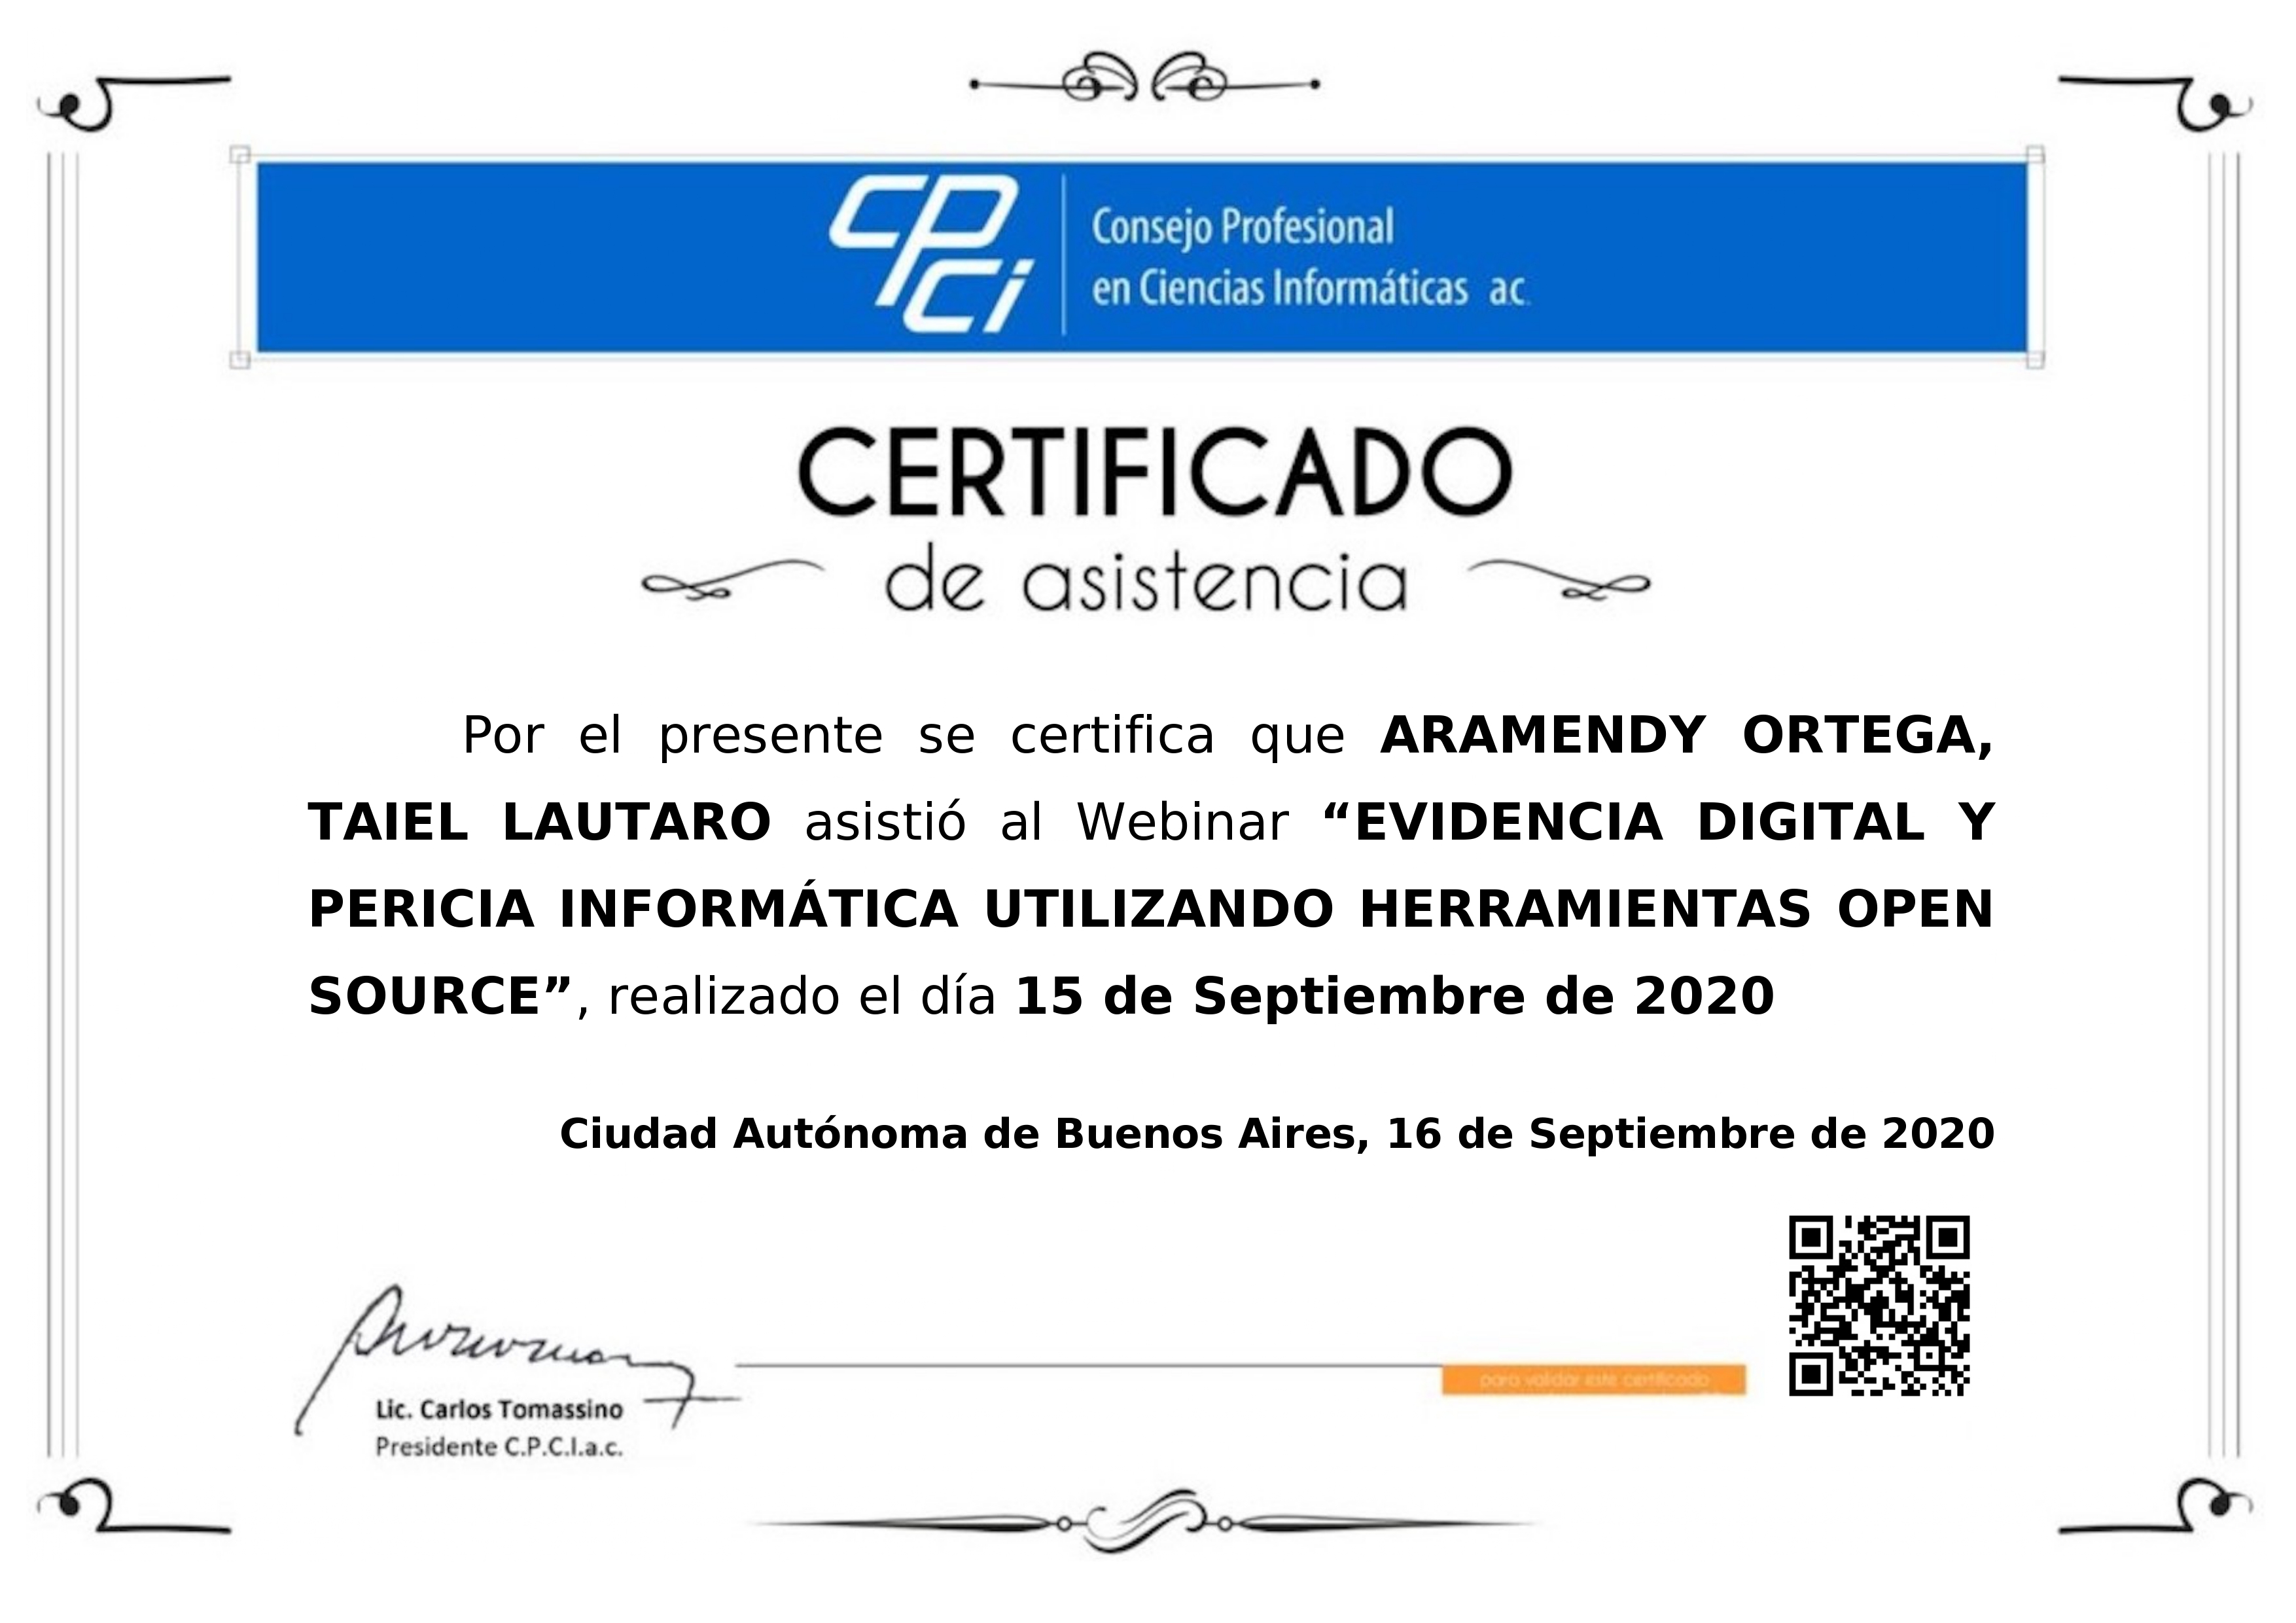 CPCi
Consejo Profesional
en Ciencias Informáticas ac.
CERTIFICADO
de asistencia
Por el presente se certifica que ARAMENDY ORTEGA,
TAIEL LAUTARO asistió al Webinar “EVIDENCIA DIGITAL Y
PERICIA INFORMÁTICA UTILIZANDO HERRAMIENTAS OPEN
SOURCE”, realizado el día 15 de Septiembre de 2020
Ciudad Autónoma de Buenos Aires, 16 de Septiembre de 2020
para validar este certificado
Lic. Carlos Tomassino
Presidente C.P.C.I.a.c.